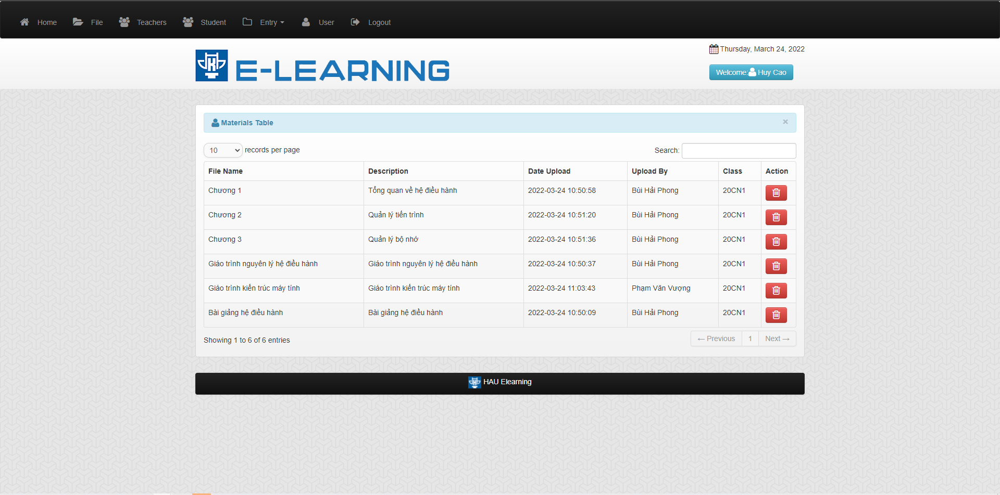 Home File Teachers Student Entry User Logout
Thursday, March 24, 2022
E-LEARNING
Welcome: Huy Cao
Materials Table ×
10 records per page Search:
File Name Description Date Upload Upload By Class Action
Chương 1 Tổng quan về hệ điều hành 2022-03-24 10:50:58 Bùi Hải Phong 20CN1
Chương 2 Quản lý tiến trình 2022-03-24 10:51:20 Bùi Hải Phong 20CN1
Chương 3 Quản lý bộ nhớ 2022-03-24 10:51:36 Bùi Hải Phong 20CN1
Giáo trình nguyên lý hệ điều hành Giáo trình nguyên lý hệ điều hành 2022-03-24 10:50:37 Bùi Hải Phong 20CN1
Giáo trình kiến trúc máy tính Giáo trình kiến trúc máy tính 2022-03-24 11:03:43 Phạm Văn Vượng 20CN1
Bài giảng hệ điều hành Bài giảng hệ điều hành 2022-03-24 10:50:09 Bùi Hải Phong 20CN1
Showing 1 to 6 of 6 entries ← Previous 1 Next →
HAU Elearning